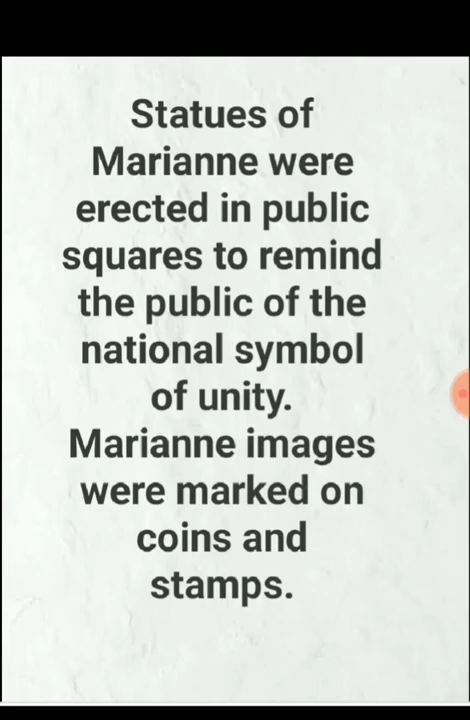 Statues of
Marianne were
erected in public
squares to remind
the public of the
national symbol
of unity.
Marianne images
were marked on
coins and
stamps.